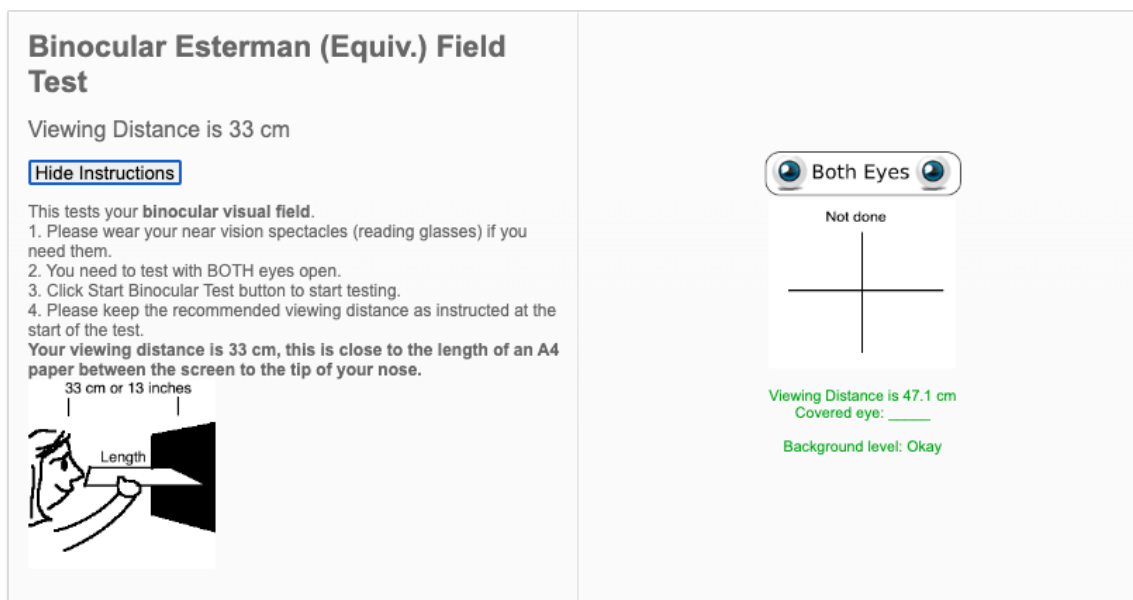 Binocular Esterman (Equiv.) Field
Test
Viewing Distance is 33 cm
Hide Instructions
This tests your binocular visual field.
1. Please wear your near vision spectacles (reading glasses) if you
need them.
2. You need to test with BOTH eyes open.
3. Click Start Binocular Test button to start testing.
4. Please keep the recommended viewing distance as instructed at the
start of the test.
Your viewing distance is 33 cm, this is close to the length of an A4
paper between the screen to the tip of your nose.
33 cm or 13 inches
Length
Both Eyes
Not done
Viewing Distance is 47.1 cm
Covered eye: _____
Background level: Okay